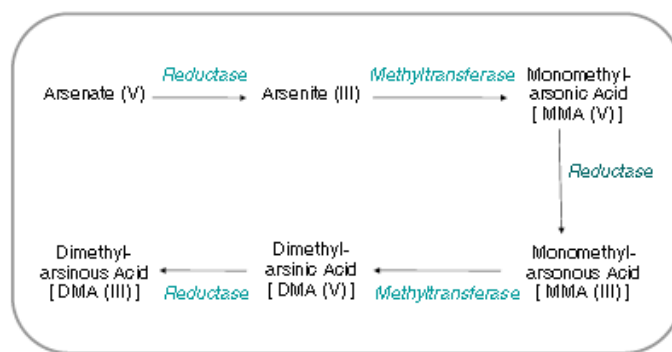 Reductase
Methyltransferase
Monomethyl-
arsonic Acid
[ MMA (V) ]
Arsenate (V)
Arsenite (III)
Reductase
Dimethyl-
arsinous Acid
[ DMA (III) ]
Reductase
Dimethyl-
arsinic Acid
[ DMA (V) ]
Methyltransferase
Monomethyl-
arsonous Acid
[ MMA (III) ]